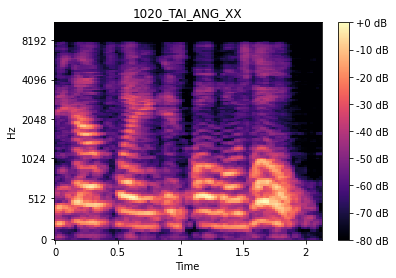 1020_TAI_ANG_XX
8192
4096
2048
1024
512
0
Hz
0
0.5
1
1.5
2
Time
+0 dB
-10 dB
-20 dB
-30 dB
-40 dB
-50 dB
-60 dB
-70 dB
-80 dB